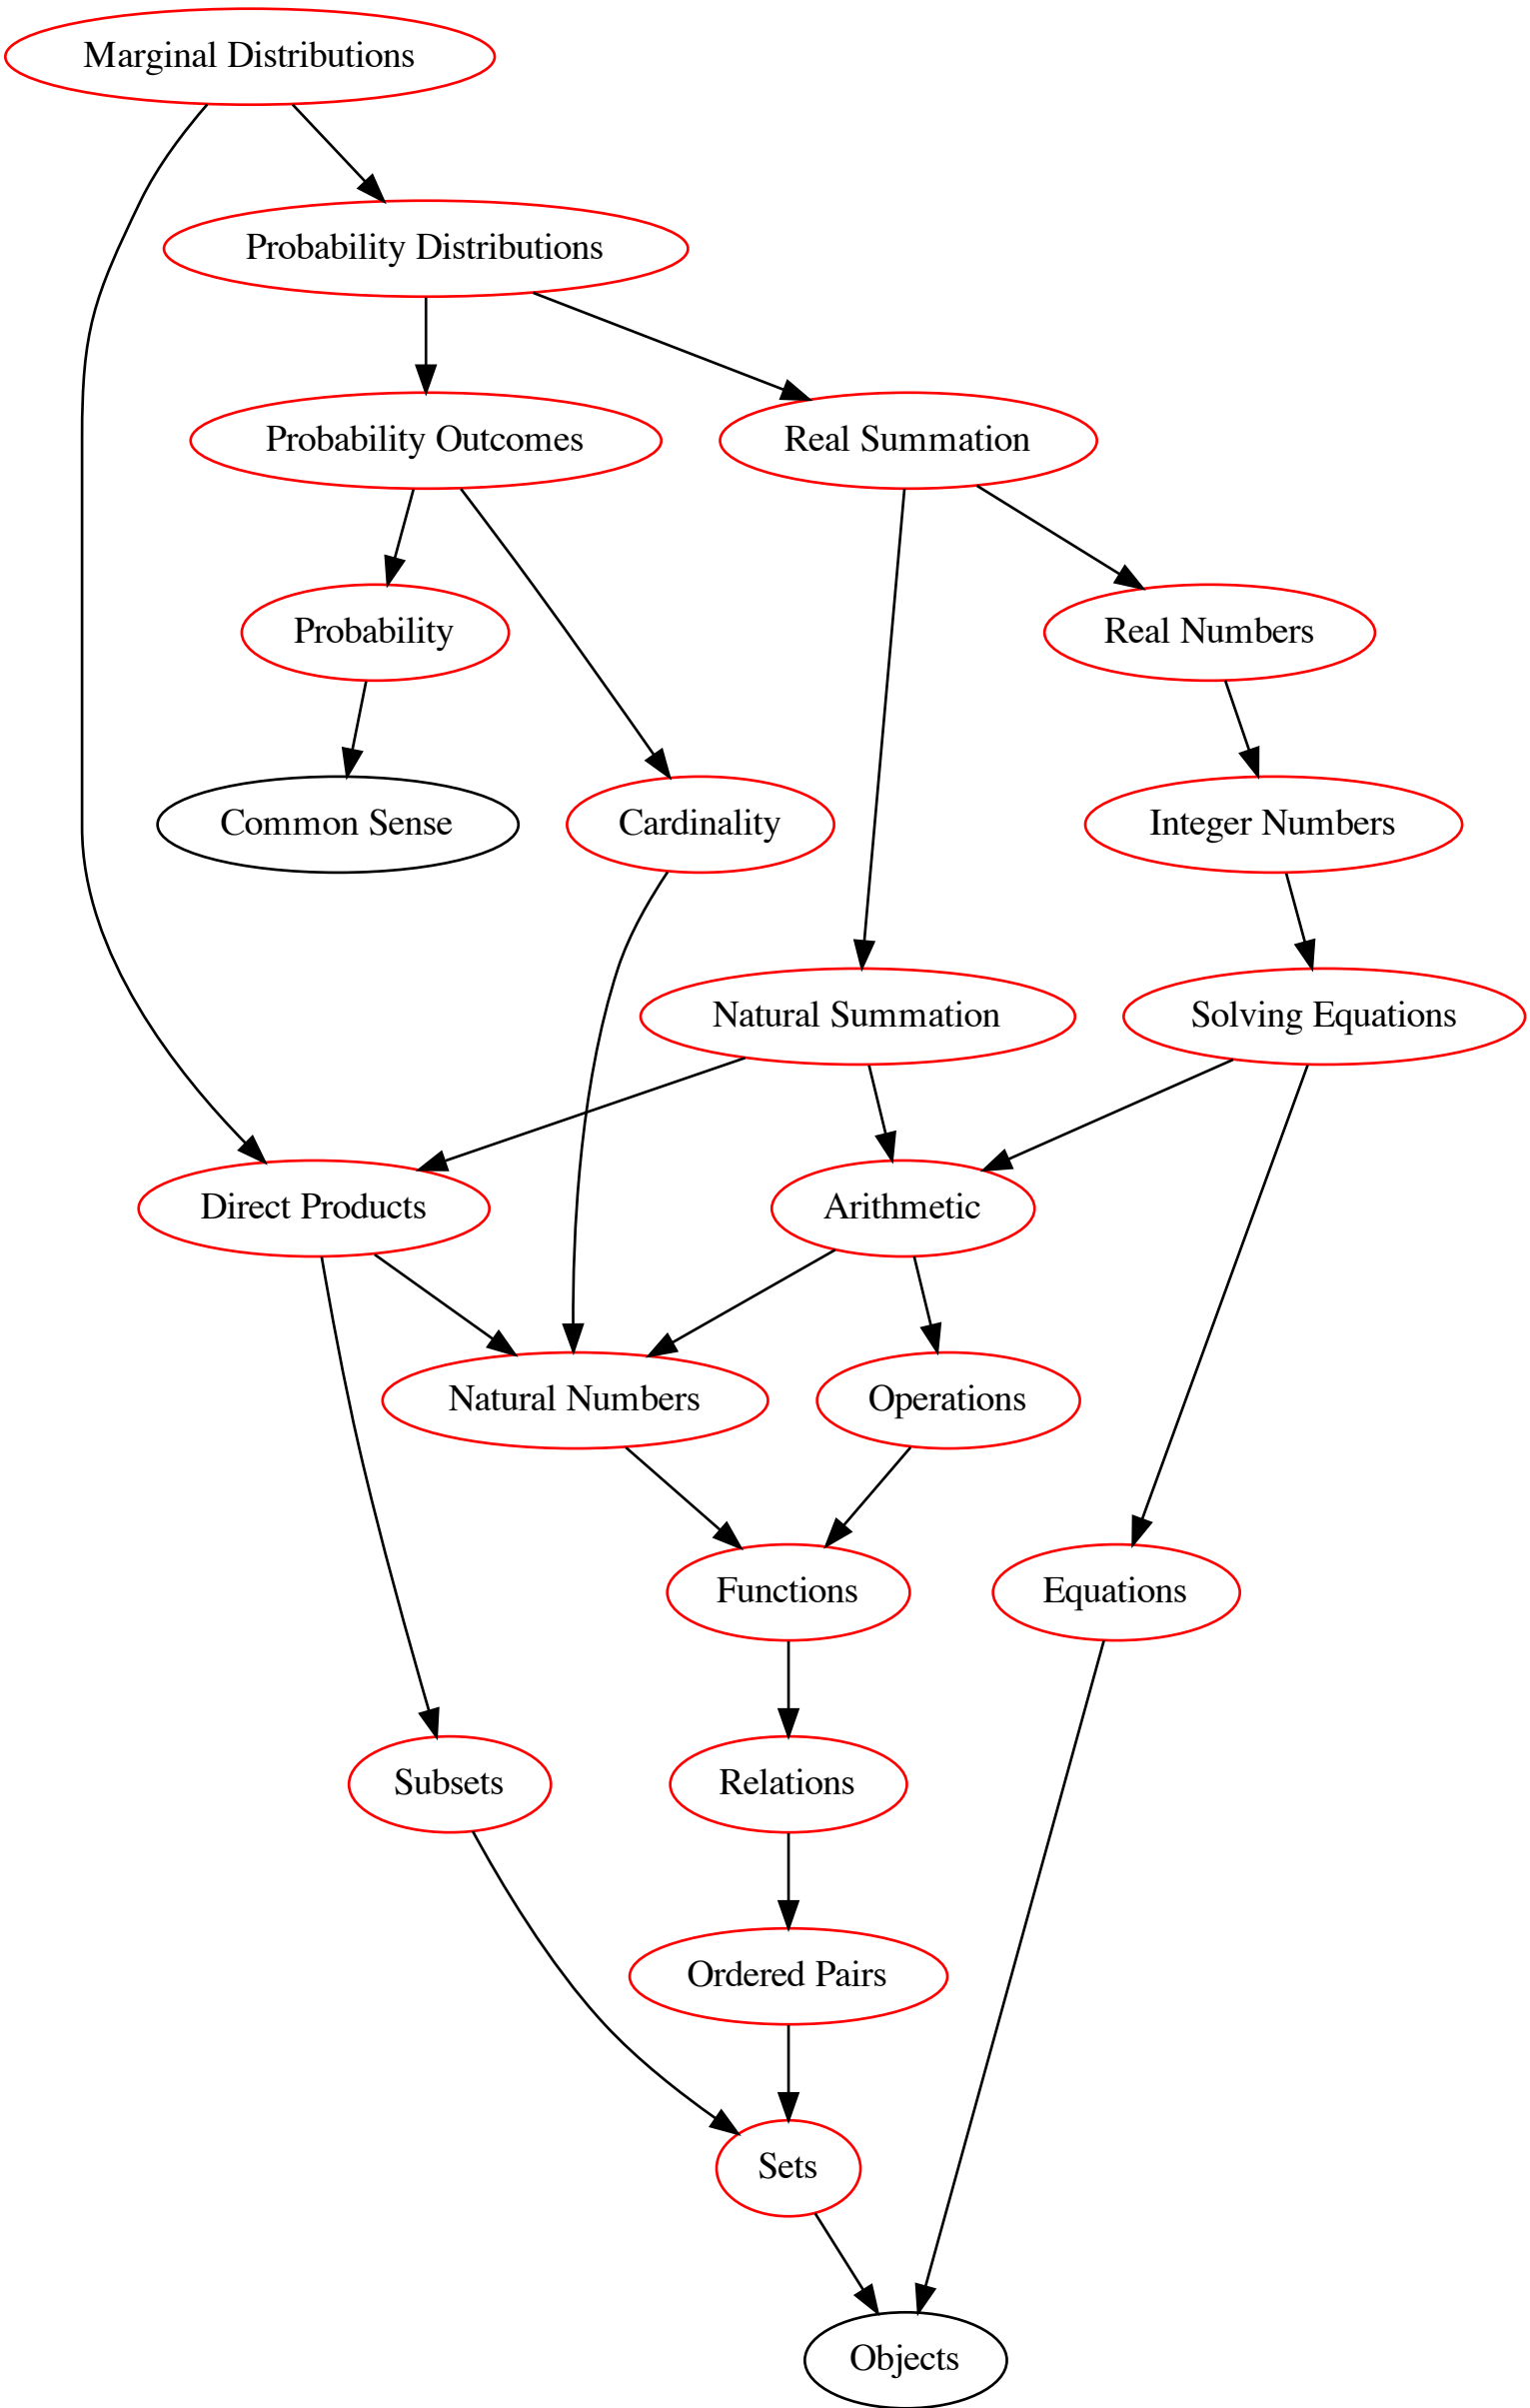 Marginal Distributions
Probability Distributions
Probability Outcomes
Real Summation
Probability
Real Numbers
Common Sense
Cardinality
Integer Numbers
Natural Summation
Solving Equations
Direct Products
Arithmetic
Natural Numbers
Operations
Functions
Equations
Subsets
Relations
Ordered Pairs
Sets
Objects